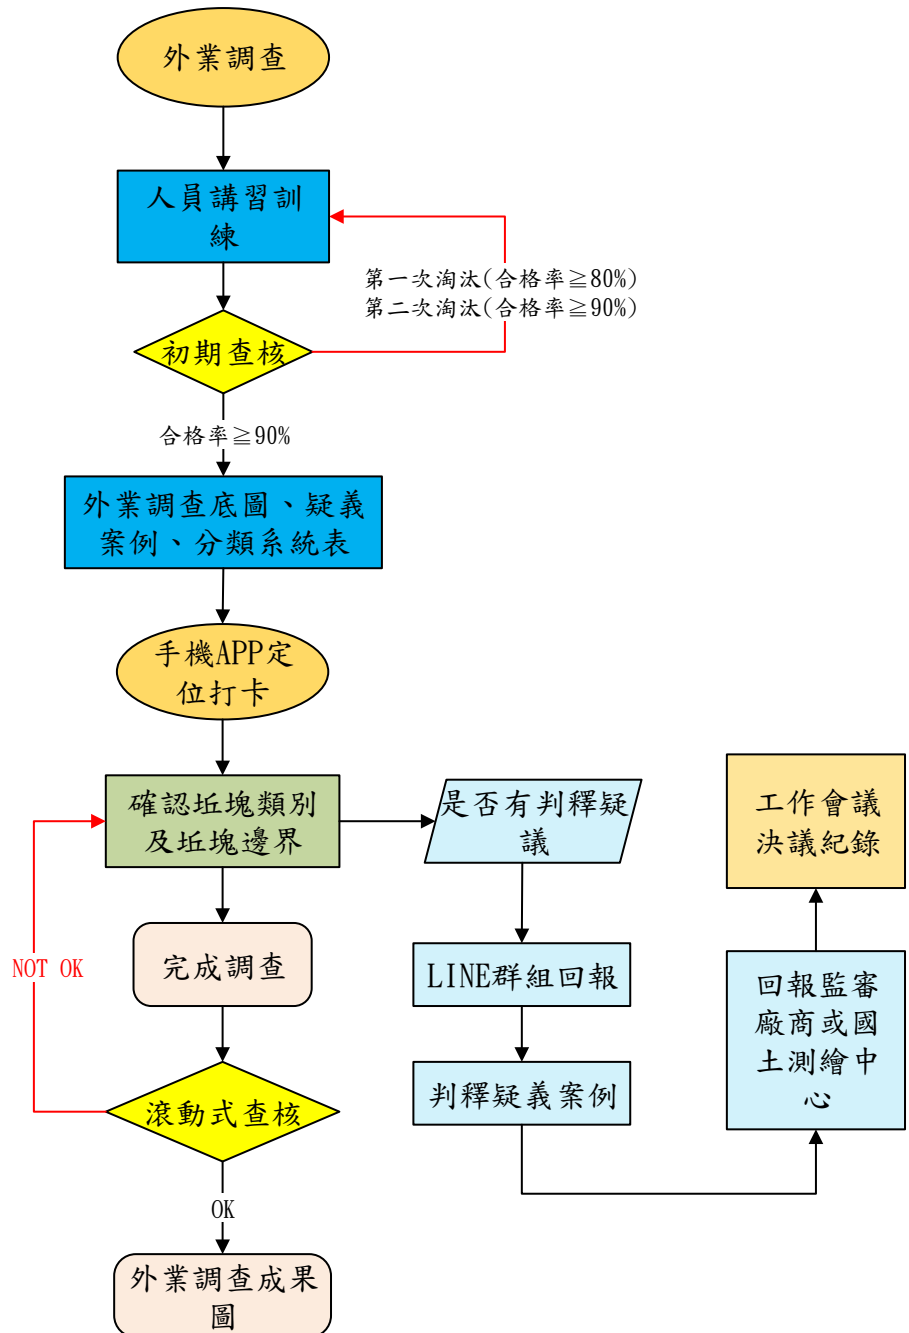 外業調查
人員講習訓
練
第一次淘汰(合格率≧80%)
第二次淘汰(合格率≧90%)
初期查核
合格率≧90%
外業調查底圖、疑義
案例、分類系統表
手機APP定
位打卡
確認坵塊類別
及坵塊邊界
是否有判釋疑
議
工作會議
決議紀錄
NOT OK
完成調查
LINE群組回報
回報監審
廠商或國
土測繪中
心
滾動式查核
判釋疑義案例
OK
外業調查成果
圖